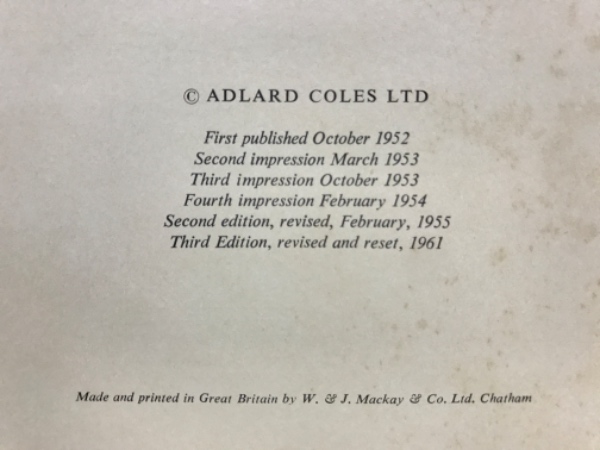 © ADLARD COLES LTD
First published October 1952
Second impression March 1953
Third impression October 1953
Fourth impression February 1954
Second edition, revised, February, 1955
Third Edition, revised and reset, 1961
Made and printed in Great Britain by W. & J. Mackay & Co. Ltd. Chatham